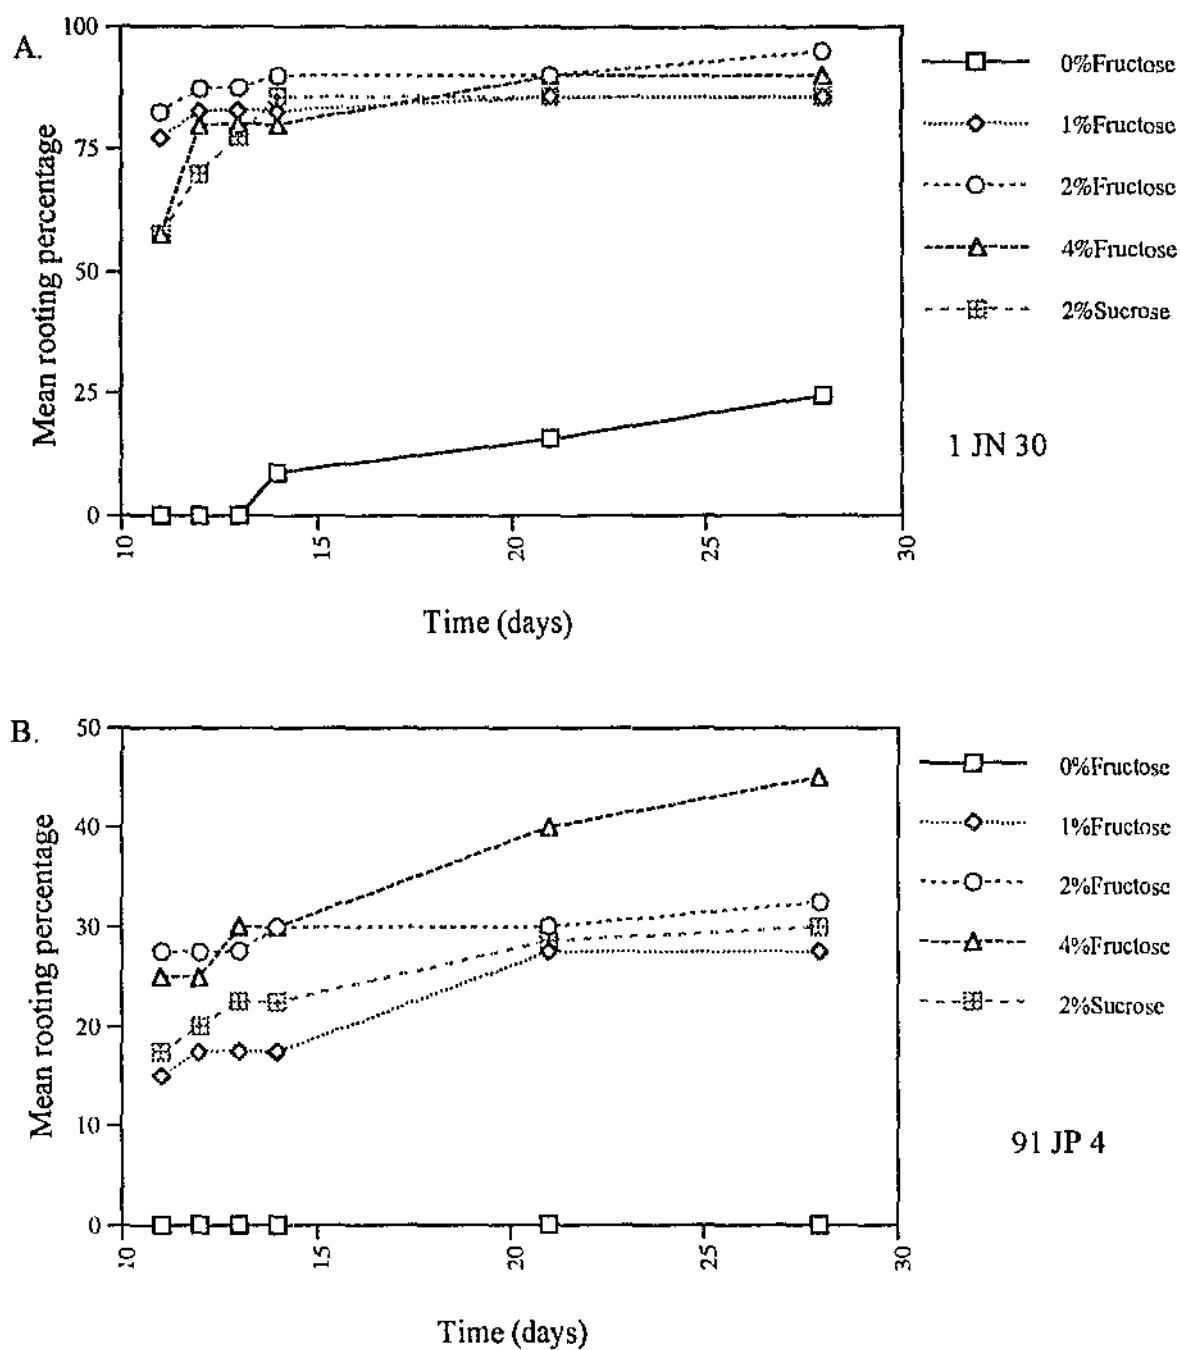 A.
Mean rooting percentage
100
75
50
25
0
10
15
20
25
30
Time (days)
0%Fructose
1%Fructose
2%Fructose
4%Fructose
2%Sucrose
1 JN 30
B.
Mean rooting percentage
50
40
30
20
10
0
10
15
20
25
30
Time (days)
0%Fructose
1%Fructose
2%Fructose
4%Fructose
2%Sucrose
91 JP 4